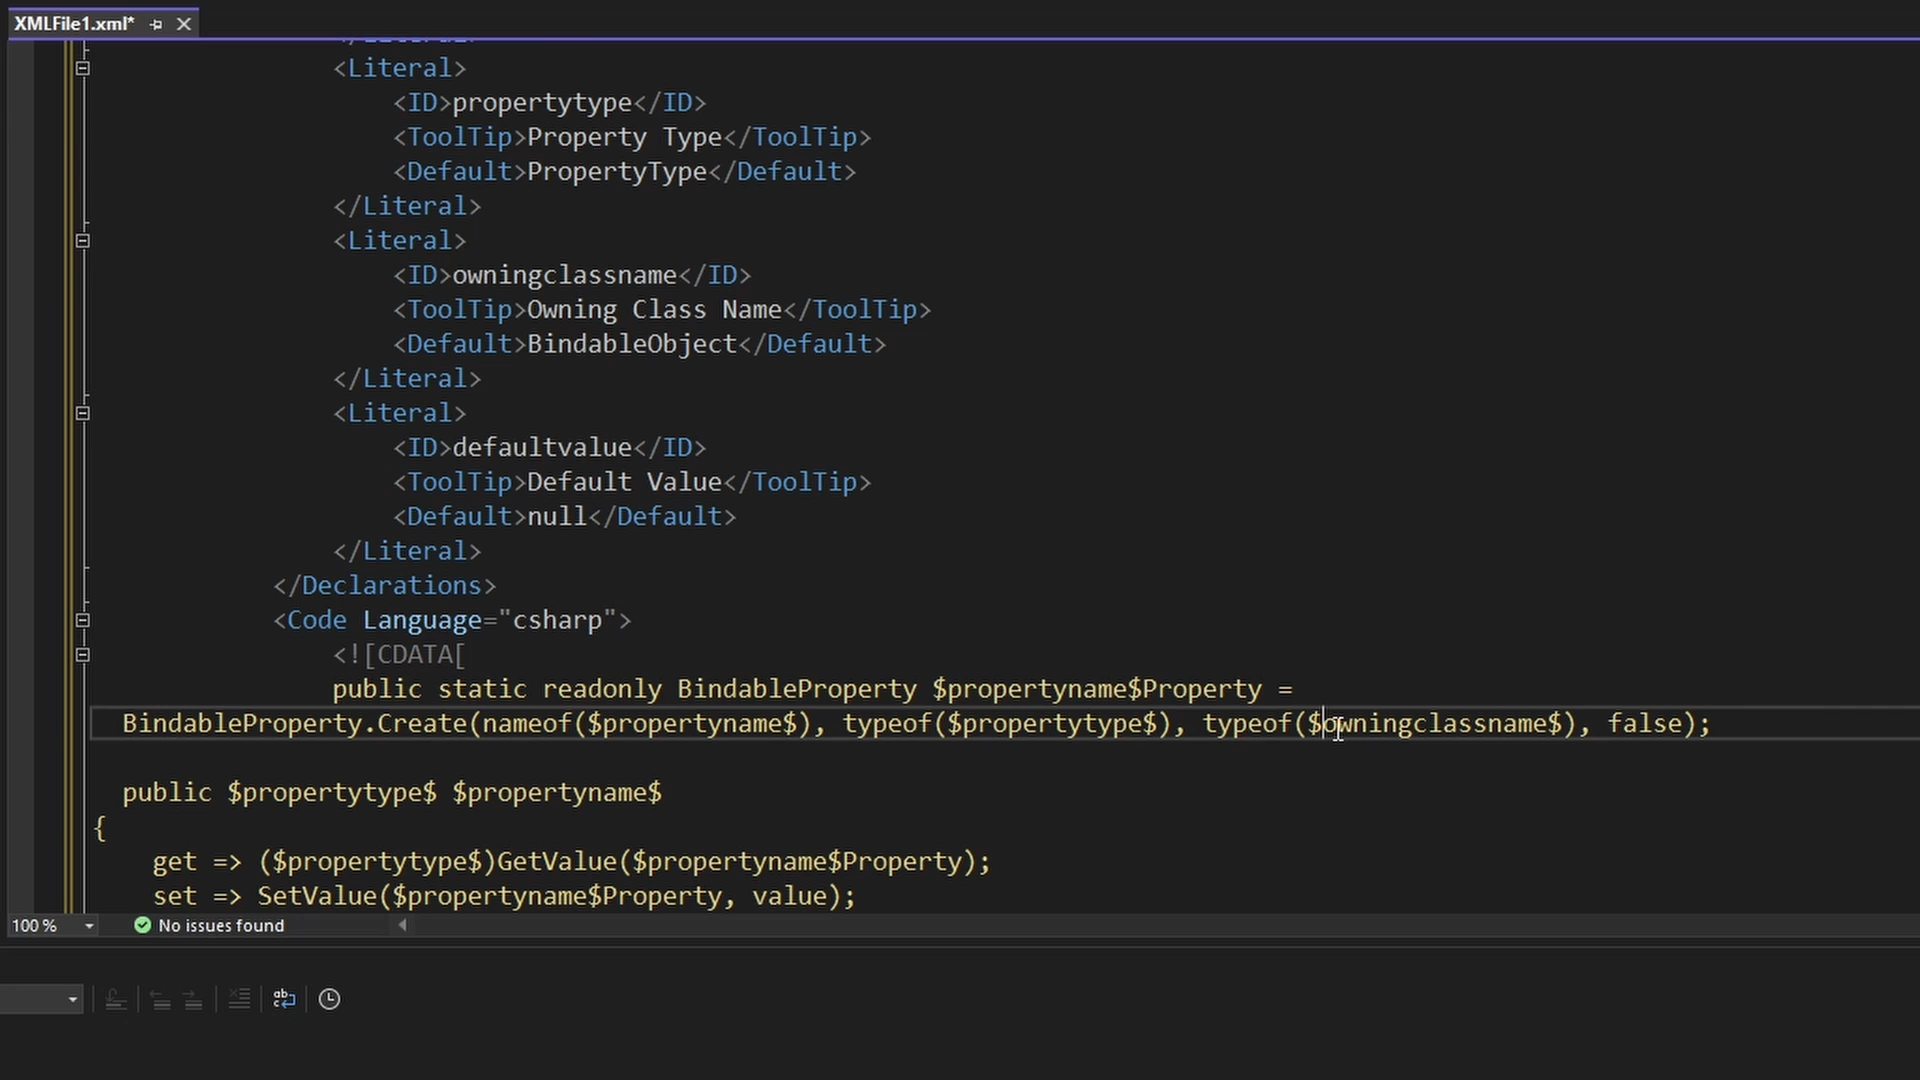 XMLFile1.xml*
<Literal>
<ID>propertytype</ID>
<ToolTip>Property Type</ToolTip>
<Default>PropertyType</Default>
</Literal>
<Literal>
<ID>owningclassname</ID>
<ToolTip>Owning Class Name</ToolTip>
<Default>BindableObject</Default>
</Literal>
<Literal>
<ID>defaultvalue</ID>
<ToolTip>Default Value</ToolTip>
<Default>null</Default>
</Literal>
</Declarations>
<Code Language="csharp">
<![CDATA[
public static readonly BindableProperty $propertyname$Property =
BindableProperty.Create(nameof($propertyname$), typeof($propertytype$), typeof($owningclassname$), false);
public $propertytype$ $propertyname$
{
get => ($propertytype$)GetValue($propertyname$Property);
set => SetValue($propertyname$Property, value);
100 % No issues found